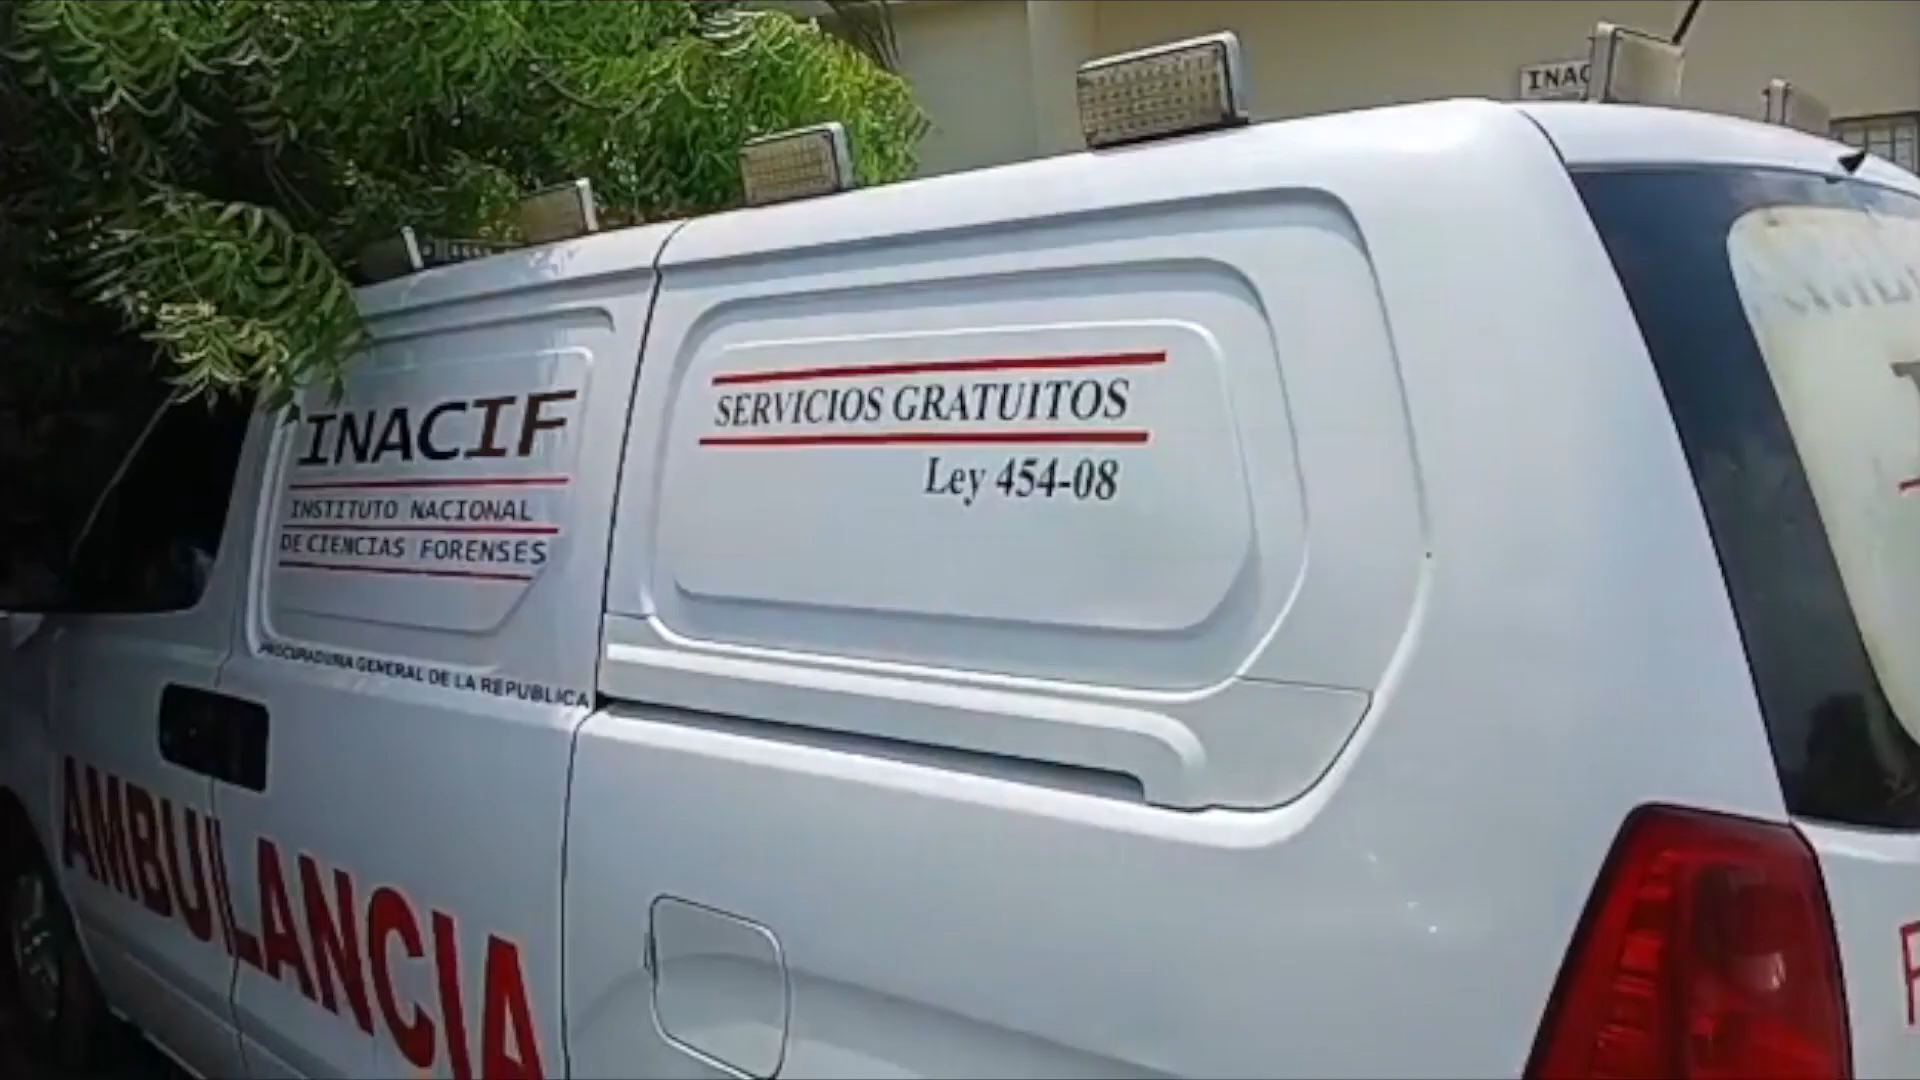 INACIF
INSTITUTO NACIONAL
DE CIENCIAS FORENSES
PROCURADURIA GENERAL DE LA REPUBLICA
AMBULANCIA
SERVICIOS GRATUITOS
Ley 454-08